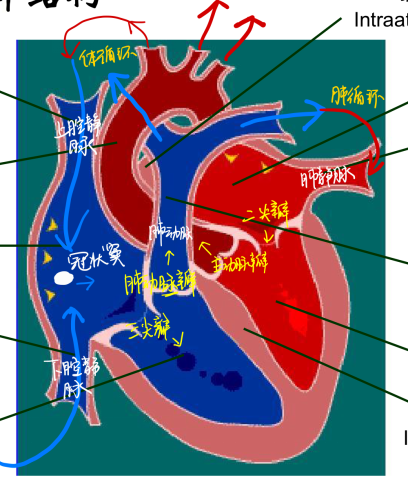 Intraat
体循环
肺循环
上腔静
脉
肺静脉
二尖瓣
肺动脉
冠状窦
主动脉瓣
肺动脉瓣
三尖瓣
下腔静
脉
I